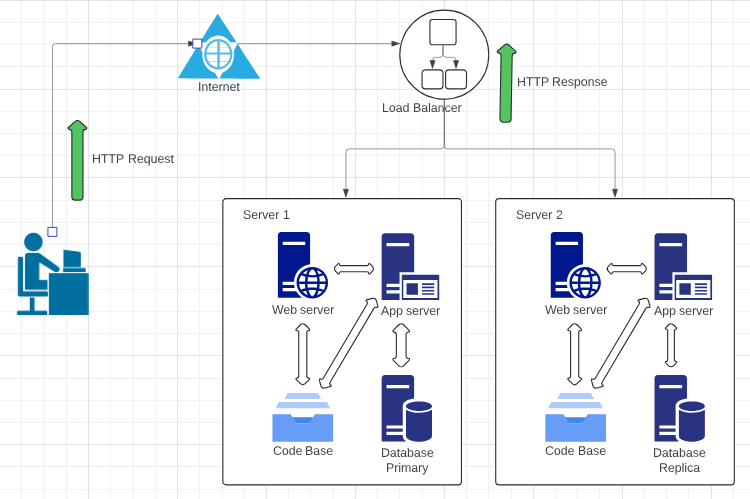 Internet
Load Balancer
HTTP Response
HTTP Request
Server 1
Web server
App server
Code Base
Database
Primary
Server 2
Web server
App server
Code Base
Database
Replica